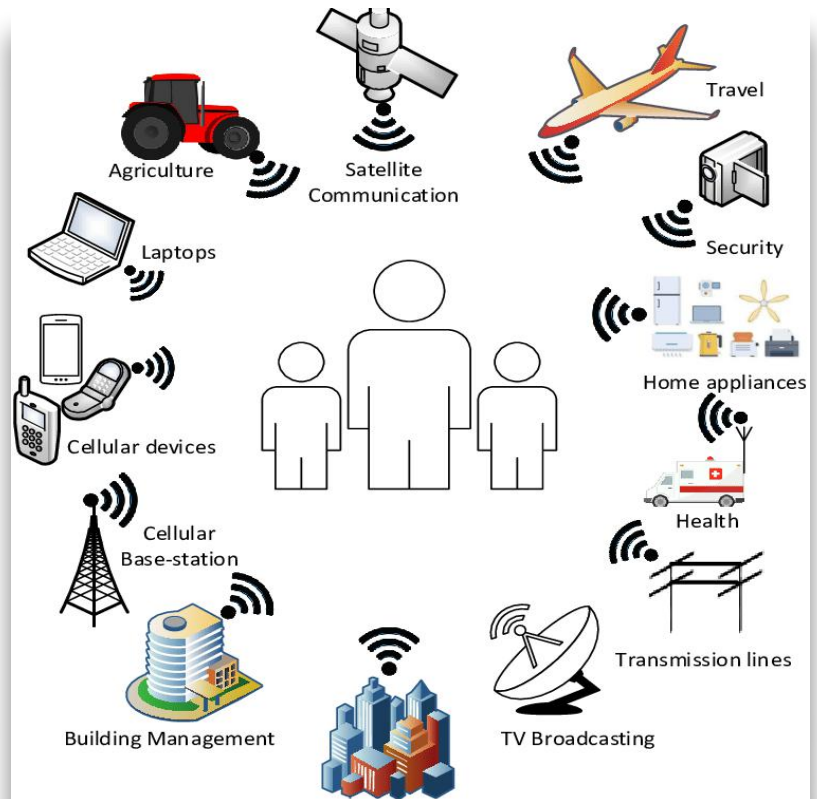 Travel
Agriculture
Satellite
Communication
Security
Laptops
Home appliances
Cellular devices
Health
Cellular
Base-station
Transmission lines
Building Management
TV Broadcasting